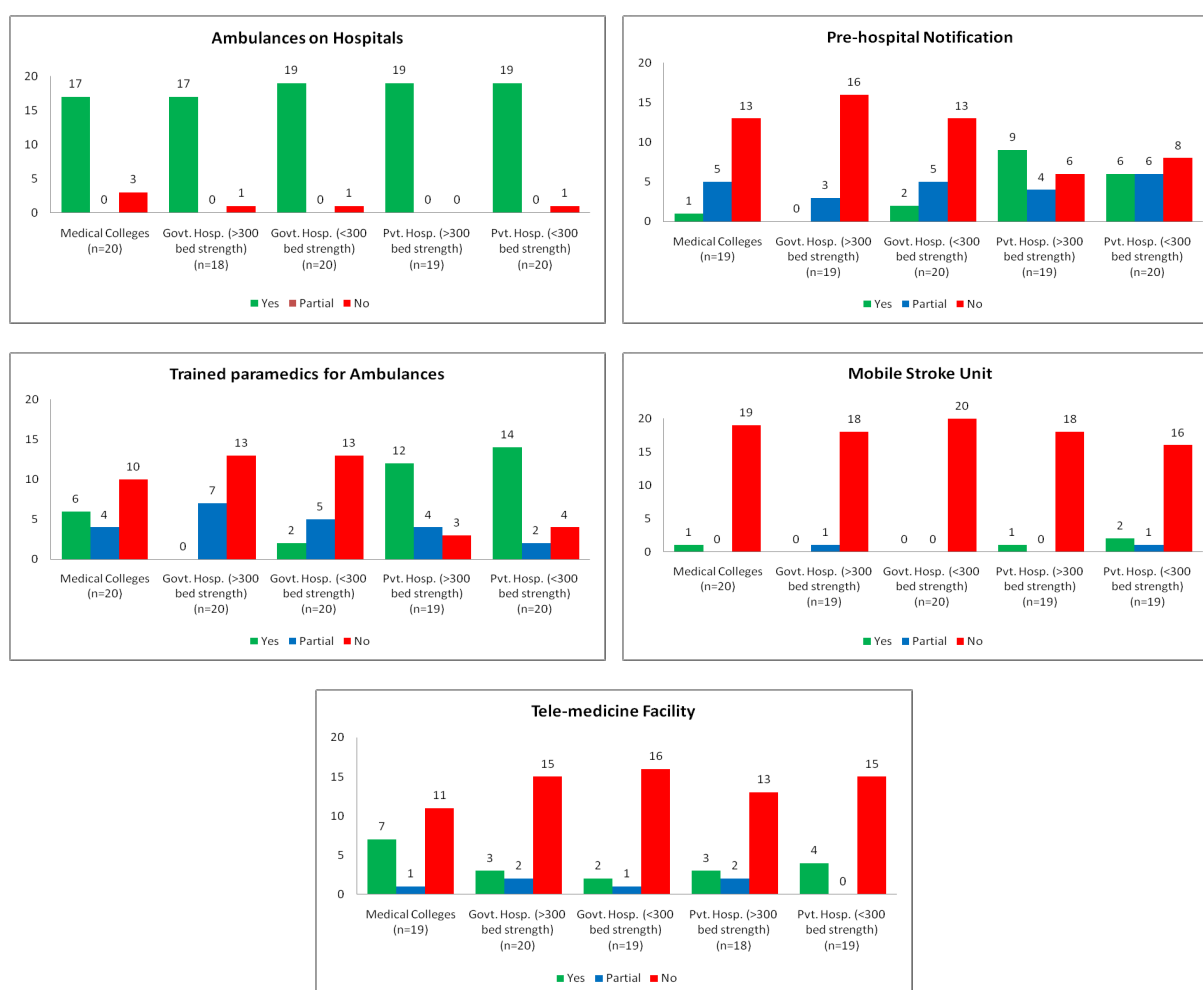 Ambulances on Hospitals
20
15
10
5
0
17 0 3 17 0 1 19 0 1 19 0 0 19 0 1
Medical Colleges Govt. Hosp. (>300 Govt. Hosp. (<300 Pvt. Hosp. (>300 Pvt. Hosp. (<300
(n=20) bed strength) bed strength) bed strength) bed strength)
(n=18) (n=20) (n=19) (n=20)
Yes Partial No
Pre-hospital Notification
20
15
10
5
0
1 5 13 0 3 16 2 5 13 9 4 6 6 6 8
Medical Colleges Govt. Hosp. (>300 Govt. Hosp. (<300 Pvt. Hosp. (>300 Pvt. Hosp. (<300
(n=19) bed strength) bed strength) bed strength) bed strength)
(n=19) (n=20) (n=19) (n=20)
Yes Partial No
Trained paramedics for Ambulances
20
15
10
5
0
6 4 10 0 7 13 2 5 13 12 4 3 14 2 4
Medical Colleges Govt. Hosp. (>300 Govt. Hosp. (<300 Pvt. Hosp. (>300 Pvt. Hosp. (<300
(n=20) bed strength) bed strength) bed strength) bed strength)
(n=20) (n=20) (n=19) (n=20)
Yes Partial No
Mobile Stroke Unit
20
15
10
5
0
1 0 19 0 1 18 0 0 20 1 0 18 2 1 16
Medical Colleges Govt. Hosp. (>300 Govt. Hosp. (<300 Pvt. Hosp. (>300 Pvt. Hosp. (<300
(n=20) bed strength) bed strength) bed strength) bed strength)
(n=19) (n=20) (n=19) (n=19)
Yes Partial No
Tele-medicine Facility
20
15
10
5
0
7 1 11 3 2 15 2 1 16 3 2 13 4 0 15
Medical Colleges Govt. Hosp. (>300 Govt. Hosp. (<300 Pvt. Hosp. (>300 Pvt. Hosp. (<300
(n=19) bed strength) bed strength) bed strength) bed strength)
(n=20) (n=19) (n=18) (n=19)
Yes Partial No